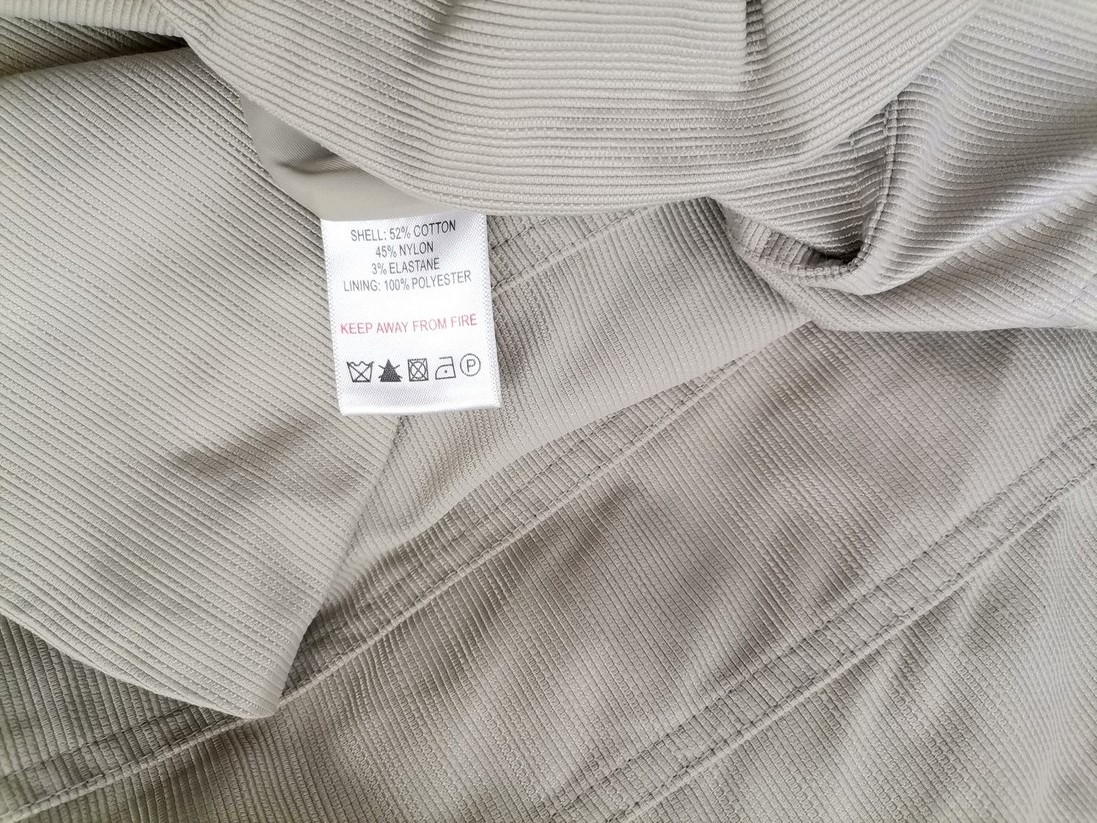 SHELL: 52% COTTON
45% NYLON
3% ELASTANE
LINING: 100% POLYESTER
KEEP AWAY FROM FIRE
P